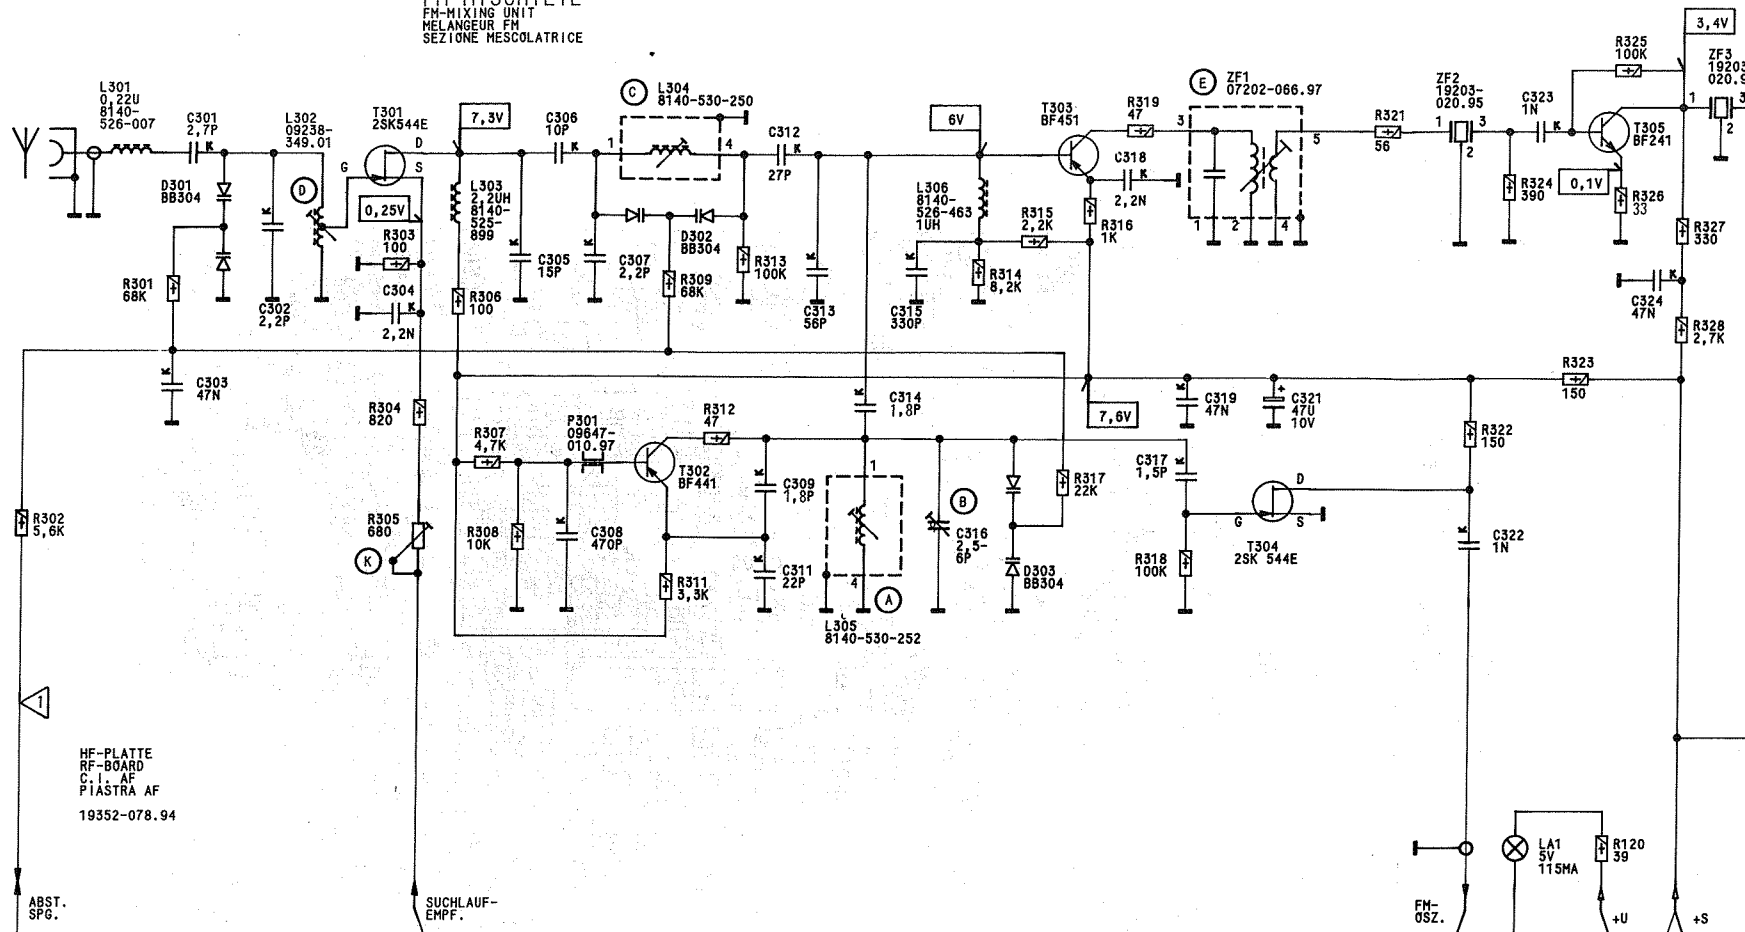 FM-MIXING UNIT
MELANGEUR FM
SEZIONE MESCOLATRICE
L301
0,22U
8140-
526-007
C301
2,7P
K
L302
09238-
349.01
T301
2SK544E
D
G
S
7,3V
C306
10P
K
C
L304
8140-530-250
1
4
C312
K
27P
6V
T303
BF451
R319
47
E
ZF1
07202-066.97
3
5
1
2
4
R321
56
ZF2
19203-
020.95
1
3
2
C323
1N
K
R325
100K
3,4V
ZF3
19203
020.9
1
3
2
T305
BF241
0,1V
R324
390
R326
33
R327
330
D301
BB304
D
0,25V
R303
100
C304
K
2,2N
R301
68K
K
C302
2,2P
L303
2,2UH
8140-
525-
899
R306
100
K
C305
15P
K
C307
2,2P
D302
BB304
R309
68K
R313
100K
K
C313
56P
L306
8140-
526-463
1UH
K
C315
330P
R315
2,2K
R314
8,2K
C318
K
2,2N
R316
1K
K
C324
47N
R328
2,7K
K
C303
47N
R304
820
R307
4,7K
P301
09647-
010.97
R312
47
T302
BF441
C314
K
1,8P
7,6V
K
C319
47N
+
C321
47U
10V
R323
150
R322
150
R302
5,6K
R305
680
K
R308
10K
K
C308
470P
R311
3,3K
K
C309
1,8P
K
C311
22P
1
4
A
L305
8140-530-252
B
C316
2,5-
6P
D303
BB304
R317
22K
C317
1,5P
K
R318
100K
D
G
S
T304
2SK 544E
K
C322
1N
1
HF-PLATTE
RF-BOARD
C.I. AF
PIASTRA AF
19352-078.94
ABST.
SPG.
SUCHLAUF-
EMPF.
FM-
OSZ.
LA1
5V
115MA
R120
39
+U
+S